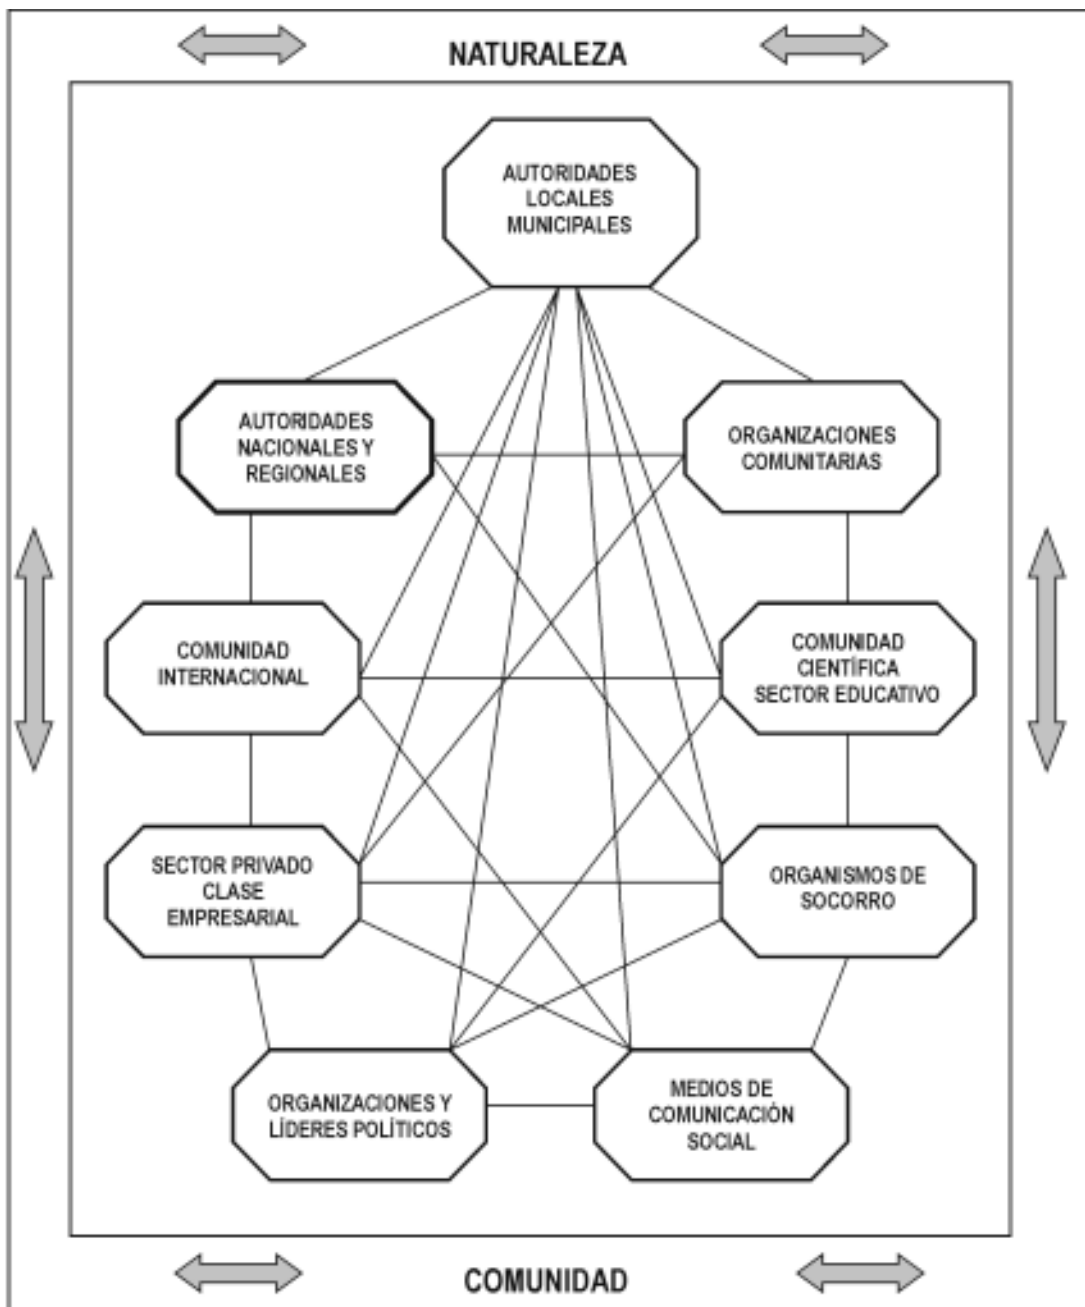 NATURALEZA
AUTORIDADES
LOCALES
MUNICIPALES
AUTORIDADES
NACIONALES Y
REGIONALES
ORGANIZACIONES
COMUNITARIAS
COMUNIDAD
INTERNACIONAL
COMUNIDAD
CIENTÍFICA
SECTOR EDUCATIVO
SECTOR PRIVADO
CLASE
EMPRESARIAL
ORGANISMOS DE
SOCORRO
ORGANIZACIONES Y
LÍDERES POLÍTICOS
MEDIOS DE
COMUNICACIÓN
SOCIAL
COMUNIDAD